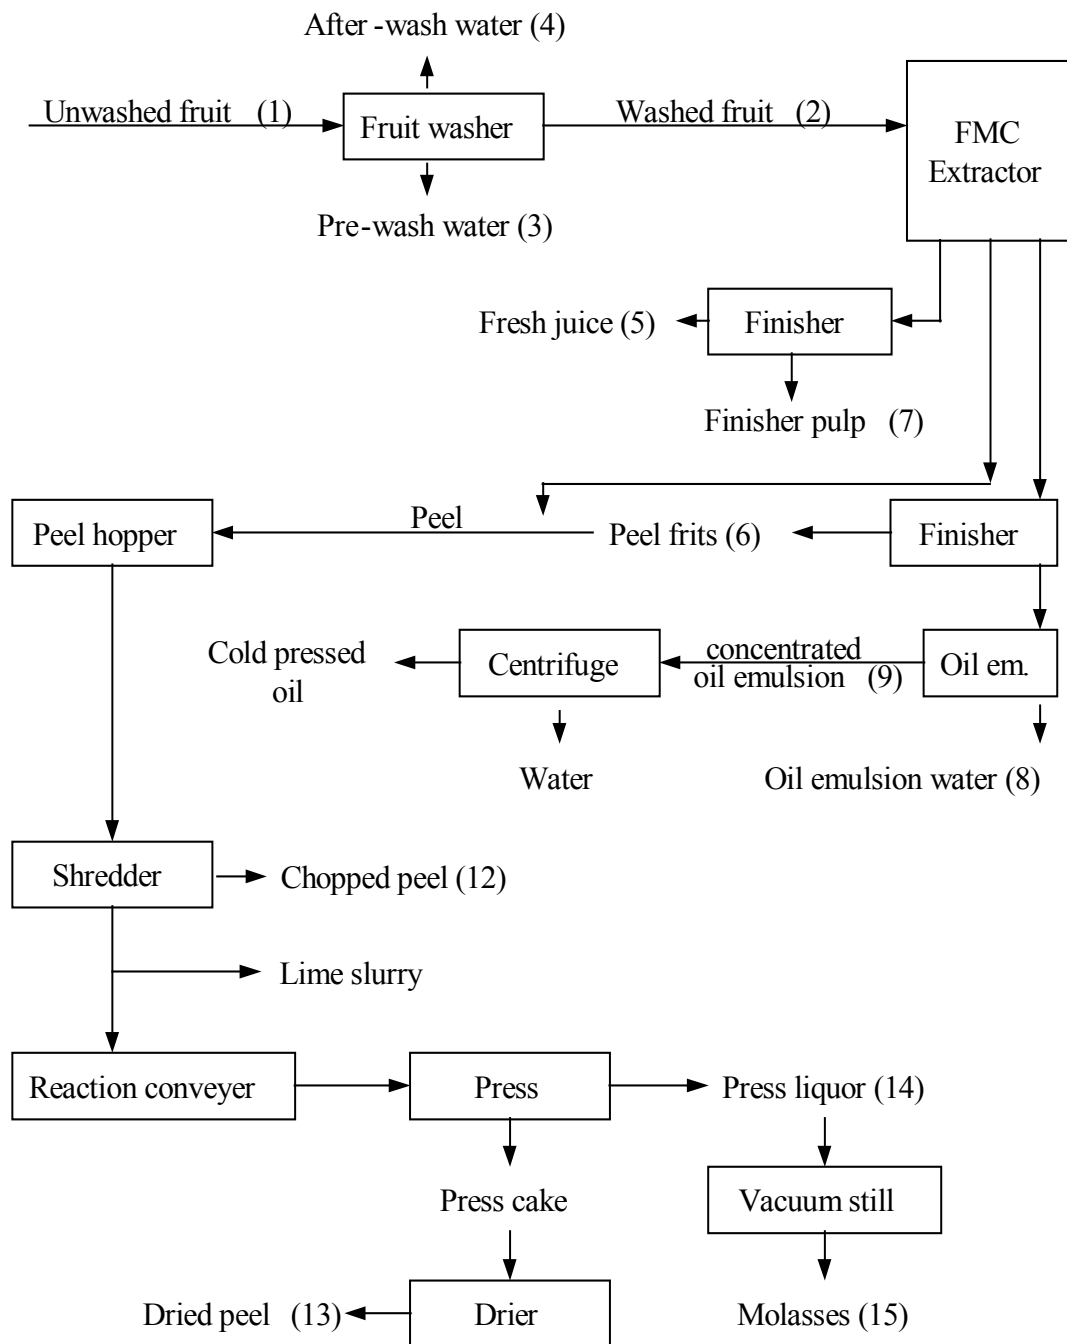 After-wash water (4)
Unwashed fruit (1)
Fruit washer
Washed fruit (2)
FMC
Extractor
Pre-wash water (3)
Fresh juice (5)
Finisher
Finisher pulp (7)
Peel hopper
Peel
Peel frits (6)
Finisher
Cold pressed
oil
Centrifuge
concentrated
oil emulsion (9)
Oil em.
Water
Oil emulsion water (8)
Shredder
Chopped peel (12)
Lime slurry
Reaction conveyer
Press
Press liquor (14)
Press cake
Vacuum still
Dried peel (13)
Drier
Molasses (15)